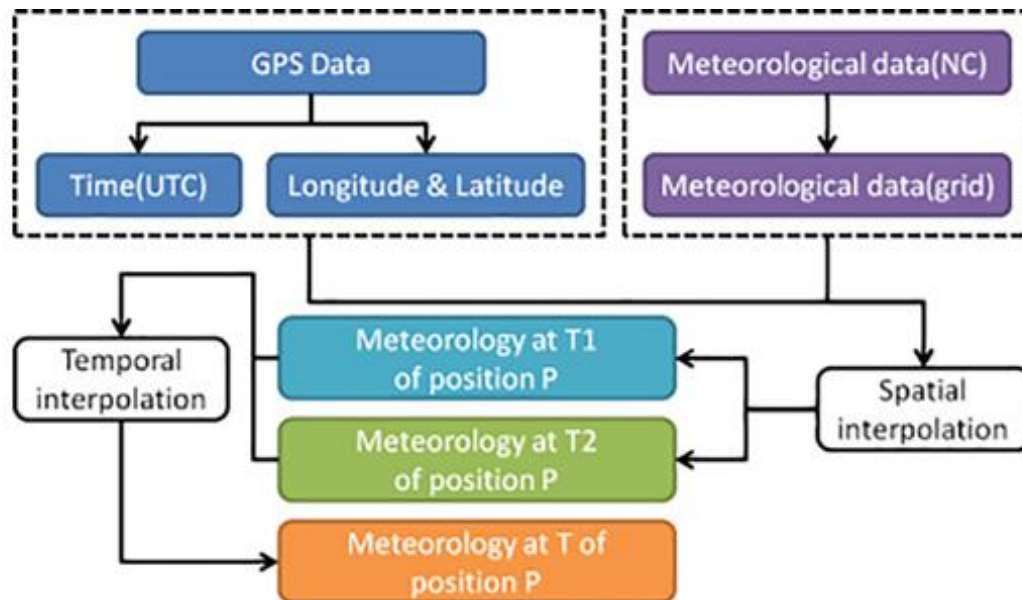 GPS Data
Meteorological data(NC)
Time(UTC)
Longitude & Latitude
Meteorological data(grid)
Temporal
interpolation
Meteorology at T1
of position P
Spatial
interpolation
Meteorology at T2
of position P
Meteorology at T of
position P